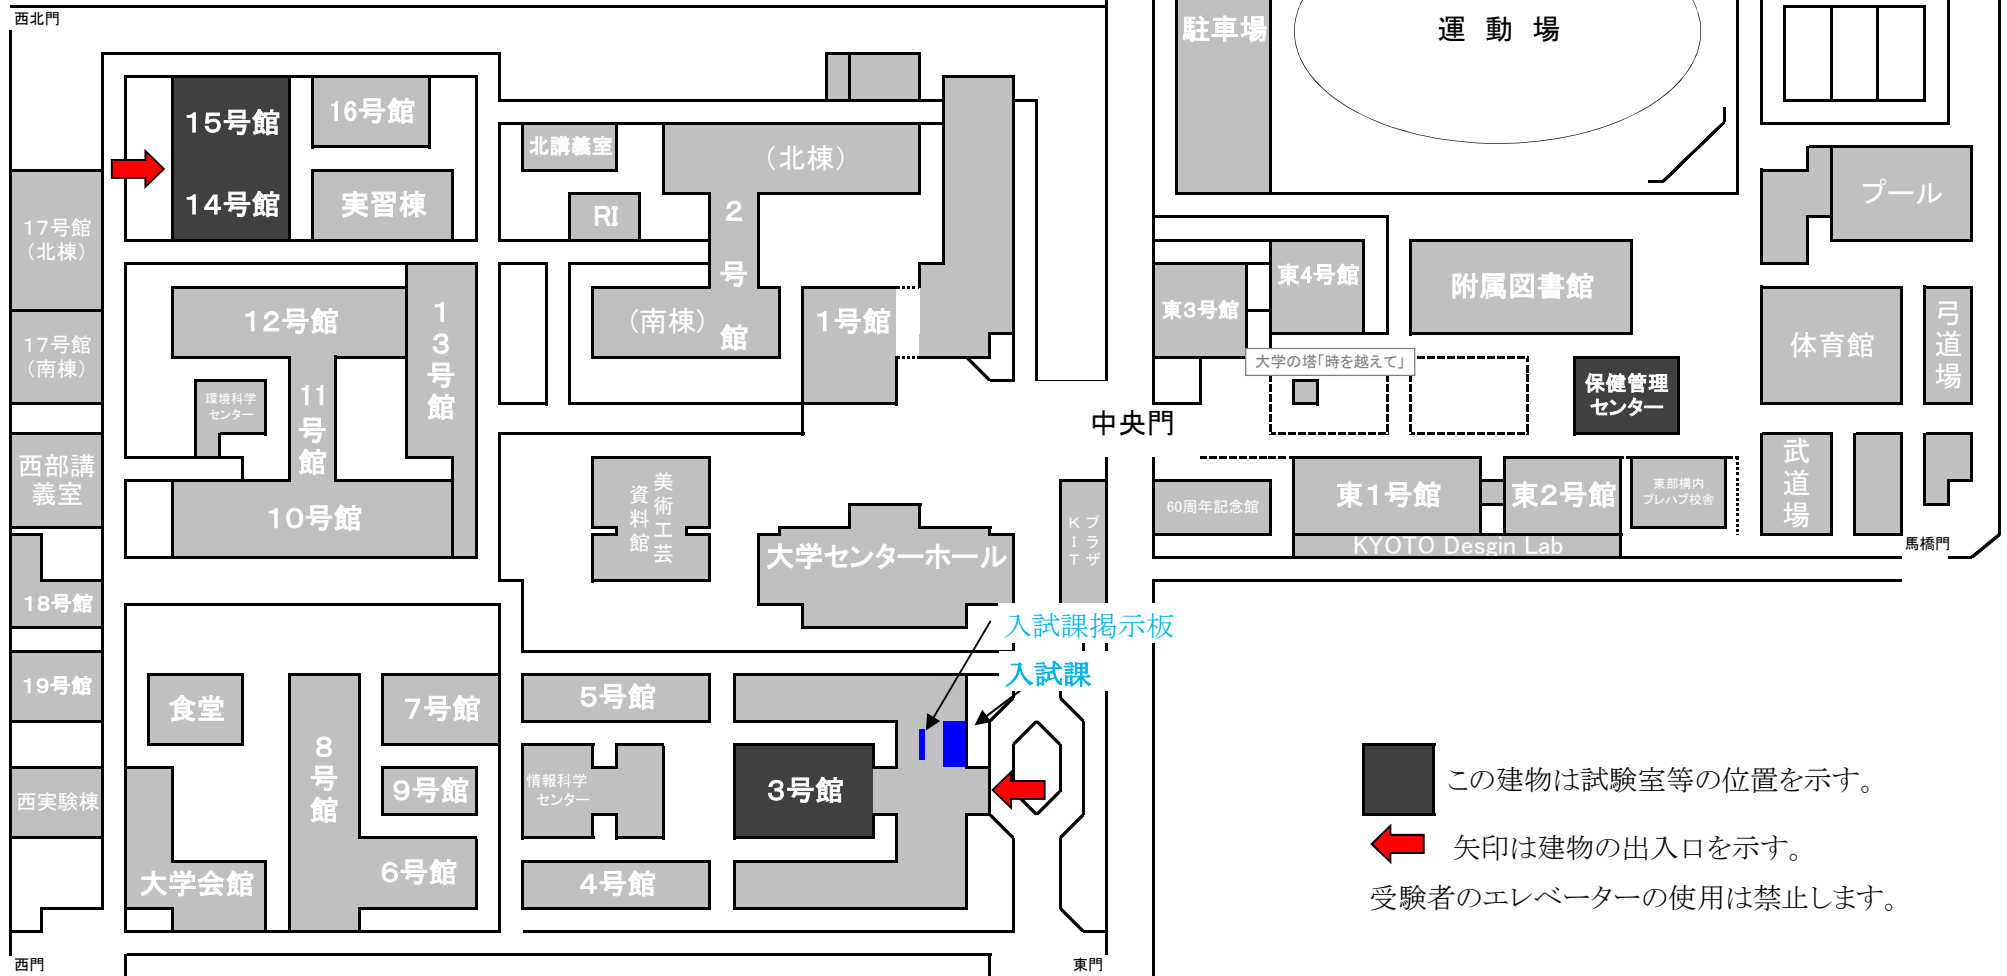 西北門
駐車場
運 動 場
15号館
16号館
14号館
実習棟
北講義室
（北棟）
RI
2号館
（南棟）
1号館
17号館
（北棟）
17号館
（南棟）
12号館
13号館
環境科学
センター
11号館
10号館
西部講
義室
18号館
19号館
西実験棟
東3号館
東4号館
附属図書館
プール
大学の塔「時を越えて」
保健管理
センター
体育館
弓道場
中央門
美術工芸
資料館
大学センターホール
プラザ
KIT
60周年記念館
東1号館
東2号館
東部構内
プレハブ校舎
武道場
KYOTO Desgin Lab
馬橋門
入試課掲示板
入試課
食堂
8号館
7号館
9号館
6号館
大学会館
5号館
情報科学
センター
3号館
4号館
この建物は試験室等の位置を示す。
矢印は建物の出入口を示す。
受験者のエレベーターの使用は禁止します。
西門
東門